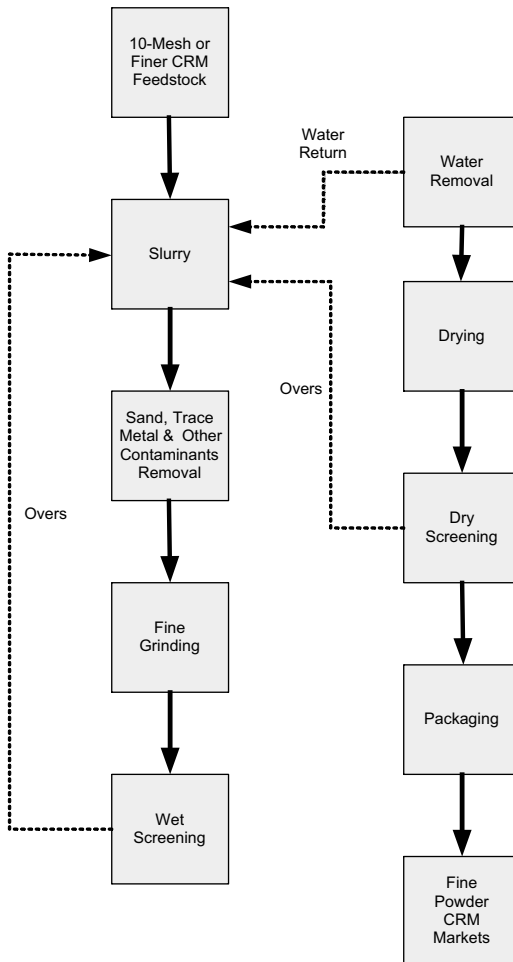 10-Mesh or
Finer CRM
Feedstock
Slurry
Sand, Trace
Metal & Other
Contaminants
Removal
Fine
Grinding
Wet
Screening
Overs
Water
Return
Overs
Water
Removal
Drying
Dry
Screening
Packaging
Fine
Powder
CRM
Markets